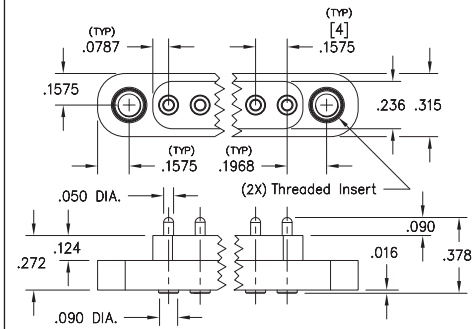 (TYP)
.0787
(TYP)
[4]
.1575
.1575
.236 .315
(TYP)
.1575
(TYP)
.1968
(2X) Threaded Insert
.050 DIA.
.090
.124
.272
.016
.378
.090 DIA.